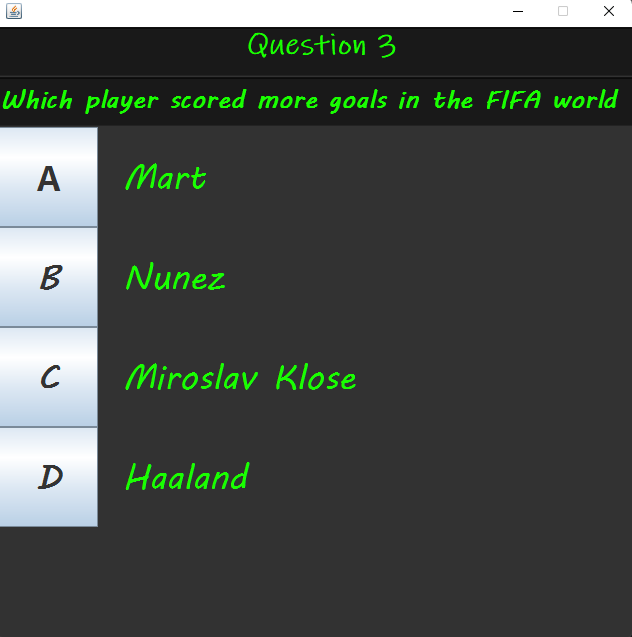 Question 3
Which player scored more goals in the FIFA world
A Mart
B Nunez
C Miroslav Klose
D Haaland